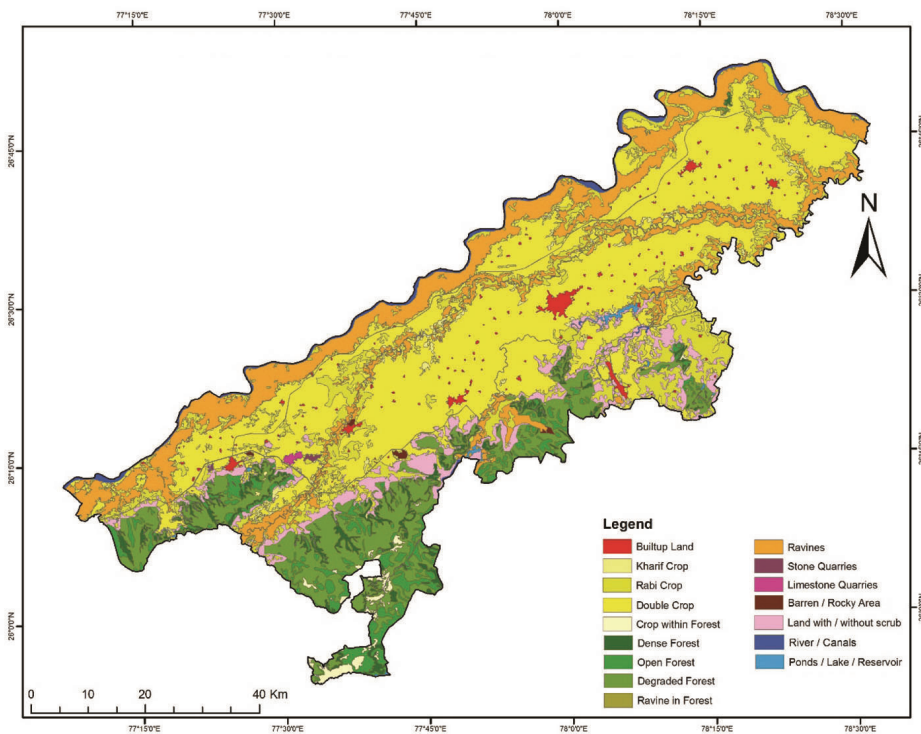 77°15'0"E 77°30'0"E 77°45'0"E 78°0'0"E 78°15'0"E 78°30'0"E
26°45'0"N
N
26°30'0"N
26°15'0"N
26°0'0"N
Legend
Builtup Land
Kharif Crop
Rabi Crop
Double Crop
Crop within Forest
Dense Forest
Open Forest
Degraded Forest
Ravine in Forest
Ravines
Stone Quarries
Limestone Quarries
Barren / Rocky Area
Land with / without scrub
River / Canals
Ponds / Lake / Reservoir
0 10 20 40 Km
77°15'0"E 77°30'0"E 77°45'0"E 78°0'0"E 78°15'0"E 78°30'0"E